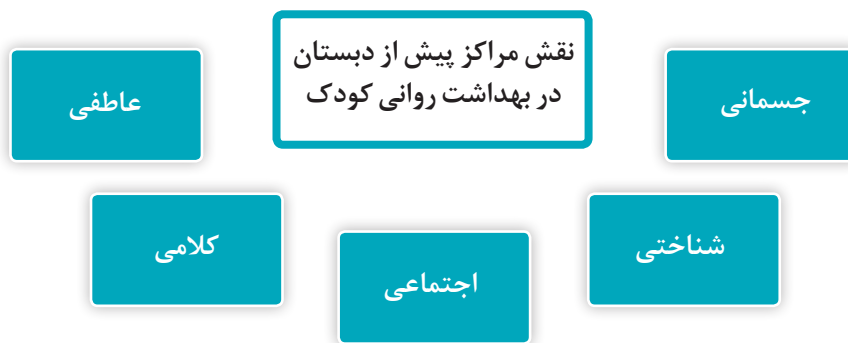 نقش مراکز پیش از دبستان
در بهداشت روانی کودک
جسمانی
شناختی
اجتماعی
کلامی
عاطفی